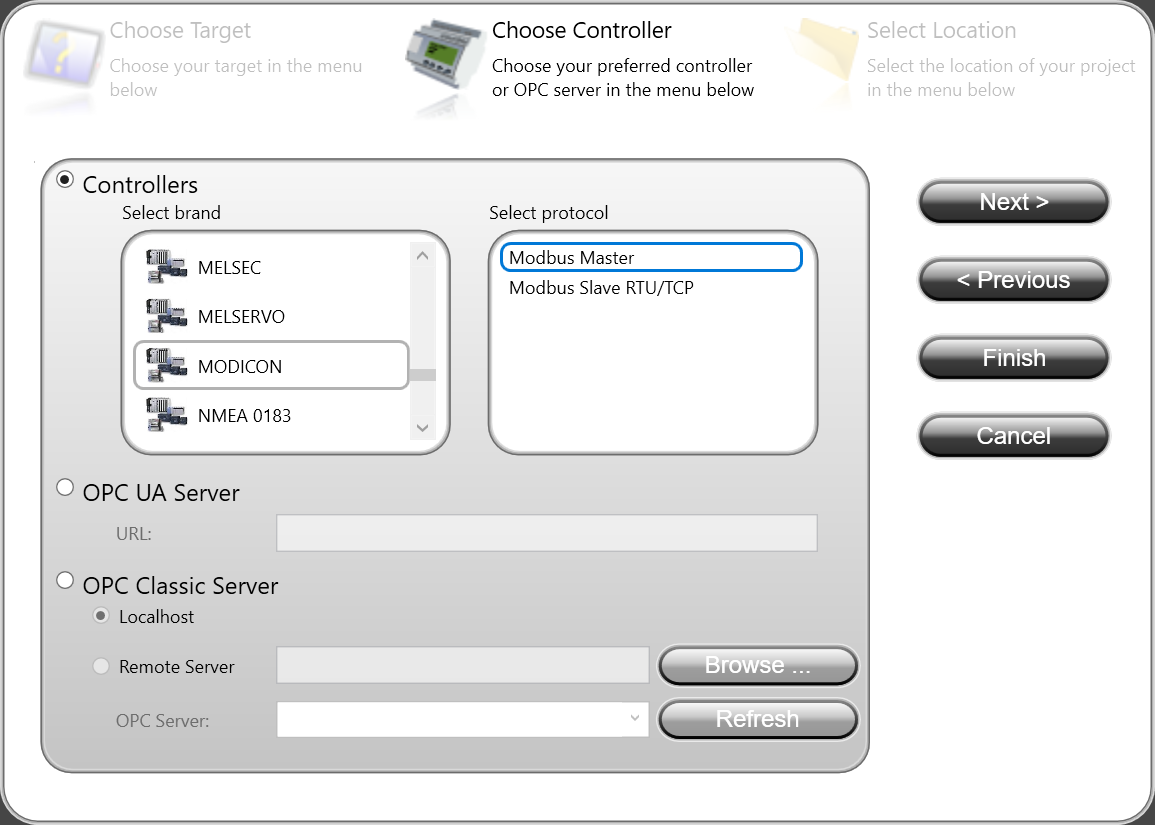 Choose Target
Choose your target in the menu
below
Choose Controller
Choose your preferred controller
or OPC server in the menu below
Select Location
Select the location of your project
in the menu below
Controllers
Select brand
MELSEC
MELSERVO
MODICON
NMEA 0183
Select protocol
Modbus Master
Modbus Slave RTU/TCP
OPC UA Server
URL:
OPC Classic Server
Localhost
Remote Server
Browse ...
OPC Server:
Refresh
Next >
< Previous
Finish
Cancel